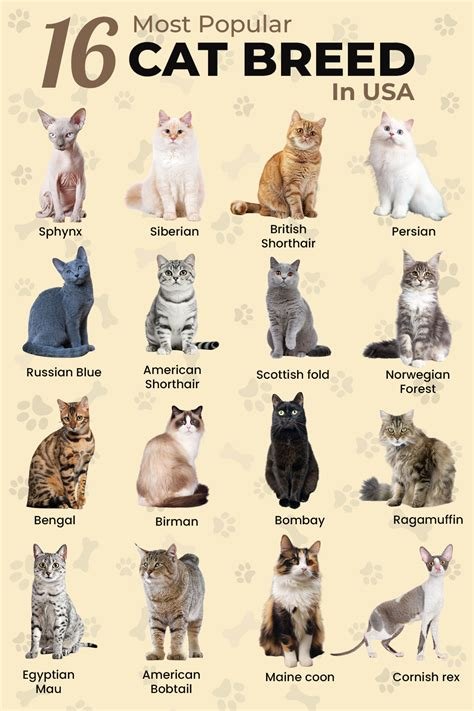 16 Most Popular
CAT BREED
In USA
Sphynx
Siberian
British
Shorthair
Persian
Russian Blue
American
Shorthair
Scottish fold
Norwegian
Forest
Bengal
Birman
Bombay
Ragamuffin
Egyptian
Mau
American
Bobtail
Maine coon
Cornish rex